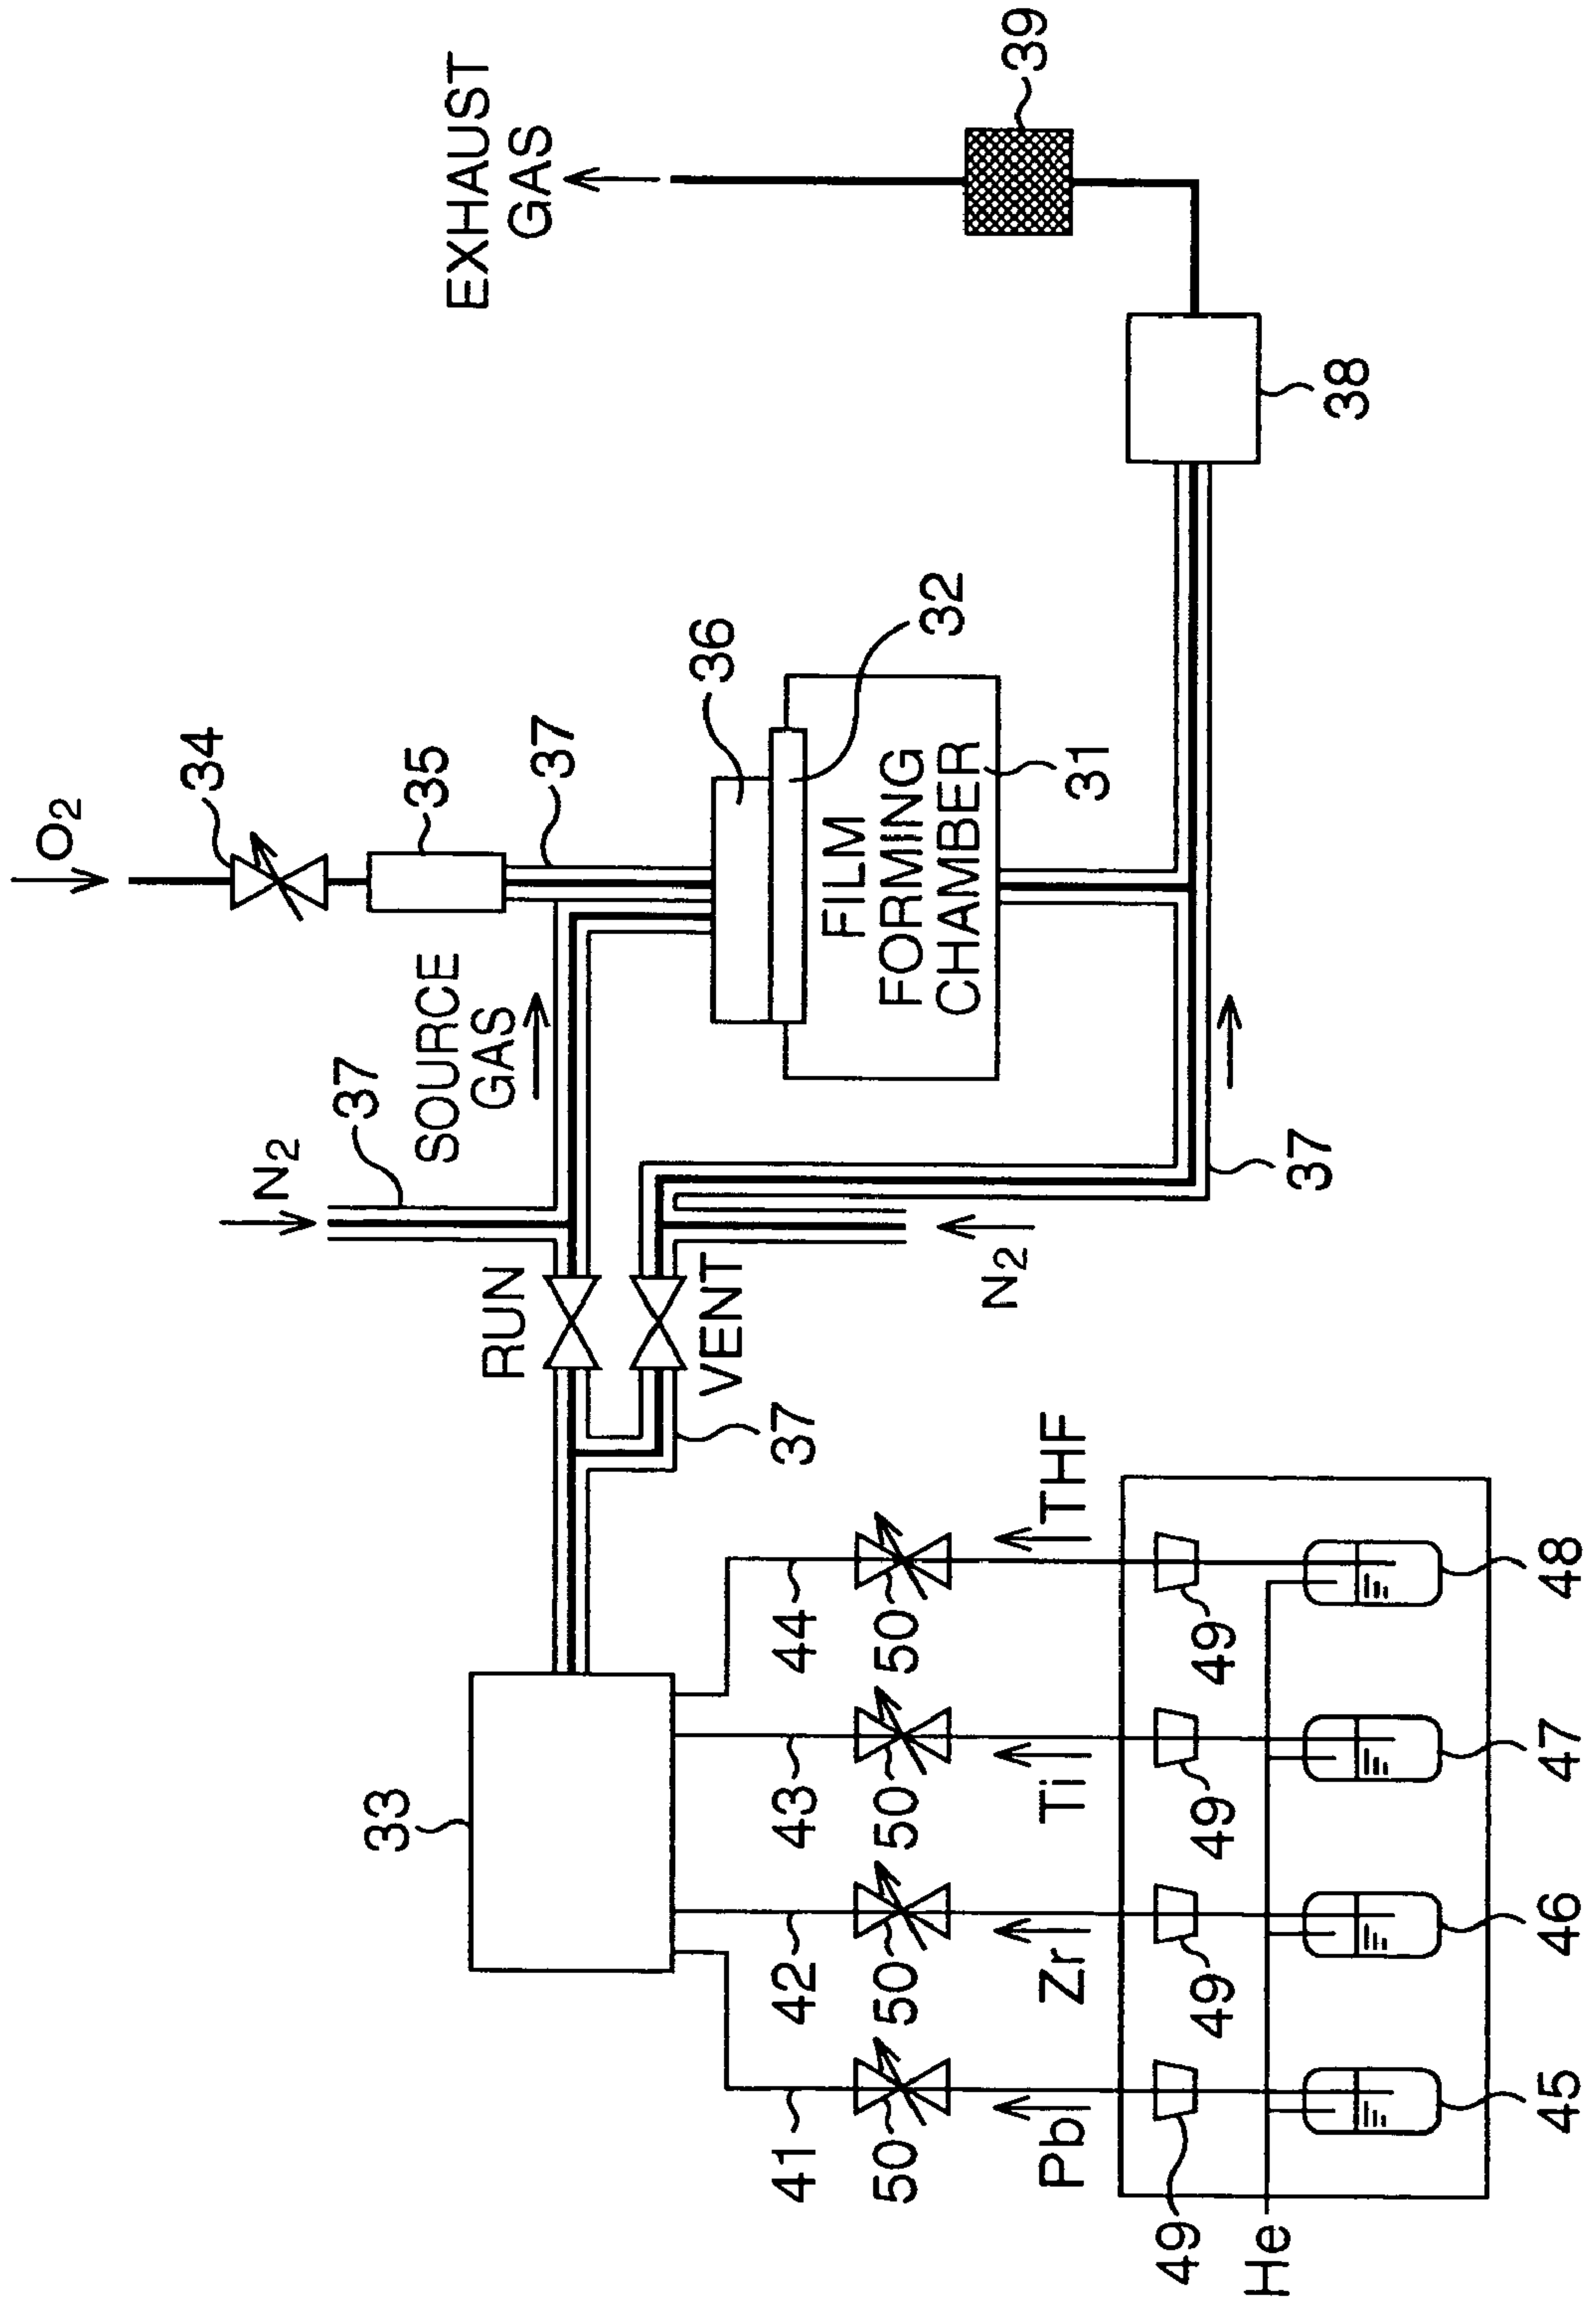 O2
34
35
37
EXHAUST
GAS
39
N2
37
SOURCE
GAS
36
32
FILM
FORMING
CHAMBER
31
38
RUN
VENT
N2
37
37
33
41
42
43
44
50
50
50
50
Pb
Zr
Ti
THF
49
49
49
49
He
45
46
47
48